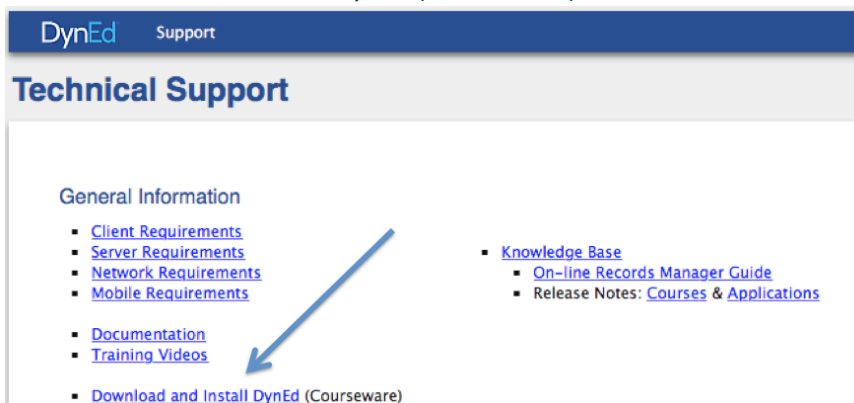 DynEd Support
Technical Support
General Information
Client Requirements
Server Requirements
Network Requirements
Mobile Requirements
Documentation
Training Videos
Download and Install DynEd (Courseware)
Knowledge Base
On-line Records Manager Guide
Release Notes: Courses & Applications